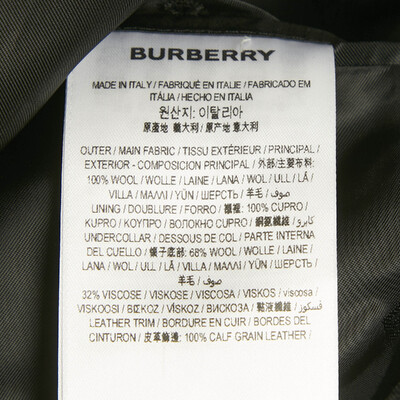 BURBERRY
MADE IN ITALY / FABRIQUÉ EN ITALIE / FABRICADO EM
ITÁLIA / HECHO EN ITALIA
원산지: 이탈리아
原產地 義大利 / 原产地 意大利
OUTER / MAIN FABRIC / TISSU EXTÉRIEUR / PRINCIPAL /
EXTERIOR - COMPOSICION PRINCIPAL / 外部/主要布料:
100% WOOL / WOLLE / LAINE / LANA / WOL / ULL / LÃ /
VILLA / ΜΑΛΛΙ / YÜN / ШЕРСТЬ / 羊毛 / صوف /
LINING / DOUBLURE / FORRO / 襯裡: 100% CUPRO /
KUPRO / ΚΟΥΠΡΟ / ВОЛОКНО CUPRO / 銅氨纖維 / كابرو /
UNDERCOLLAR / DESSOUS DE COL / PARTE INTERNA
DEL CUELLO / 領子底部: 68% WOOL / WOLLE / LAINE /
LANA / WOL / ULL / LÃ / VILLA / ΜΑΛΛΙ / YÜN / ШЕРСТЬ /
羊毛 / صوف /
32% VISCOSE / VISKOSE / VISCOSA / VISKOS / viscosa /
VISKOOSI / ΒΙΣΚΟΖ / VİSKOZ / ВИСКОЗА / 黏液纖維 / فسكوز /
LEATHER TRIM / BORDURE EN CUIR / BORDES DEL
CINTURON / 皮革飾邊: 100% CALF GRAIN LEATHER /